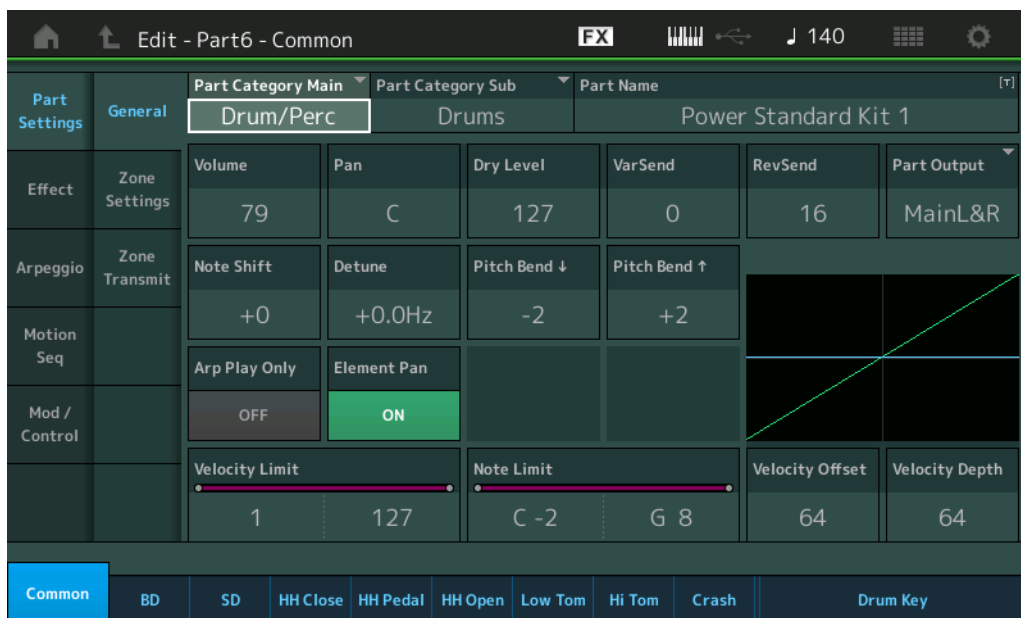 Edit - Part6 - Common FX ♩ 140
Part Settings
Effect
Arpeggio
Motion Seq
Mod / Control
General
Zone Settings
Zone Transmit
Part Category Main Part Category Sub Part Name [T]
Drum/Perc Drums Power Standard Kit 1
Volume Pan Dry Level VarSend RevSend Part Output
79 C 127 0 16 MainL&R
Note Shift Detune Pitch Bend ↓ Pitch Bend ↑
+0 +0.0Hz -2 +2
Arp Play Only Element Pan
OFF ON
Velocity Limit Note Limit Velocity Offset Velocity Depth
1 127 C -2 G 8 64 64
Common BD SD HH Close HH Pedal HH Open Low Tom Hi Tom Crash Drum Key